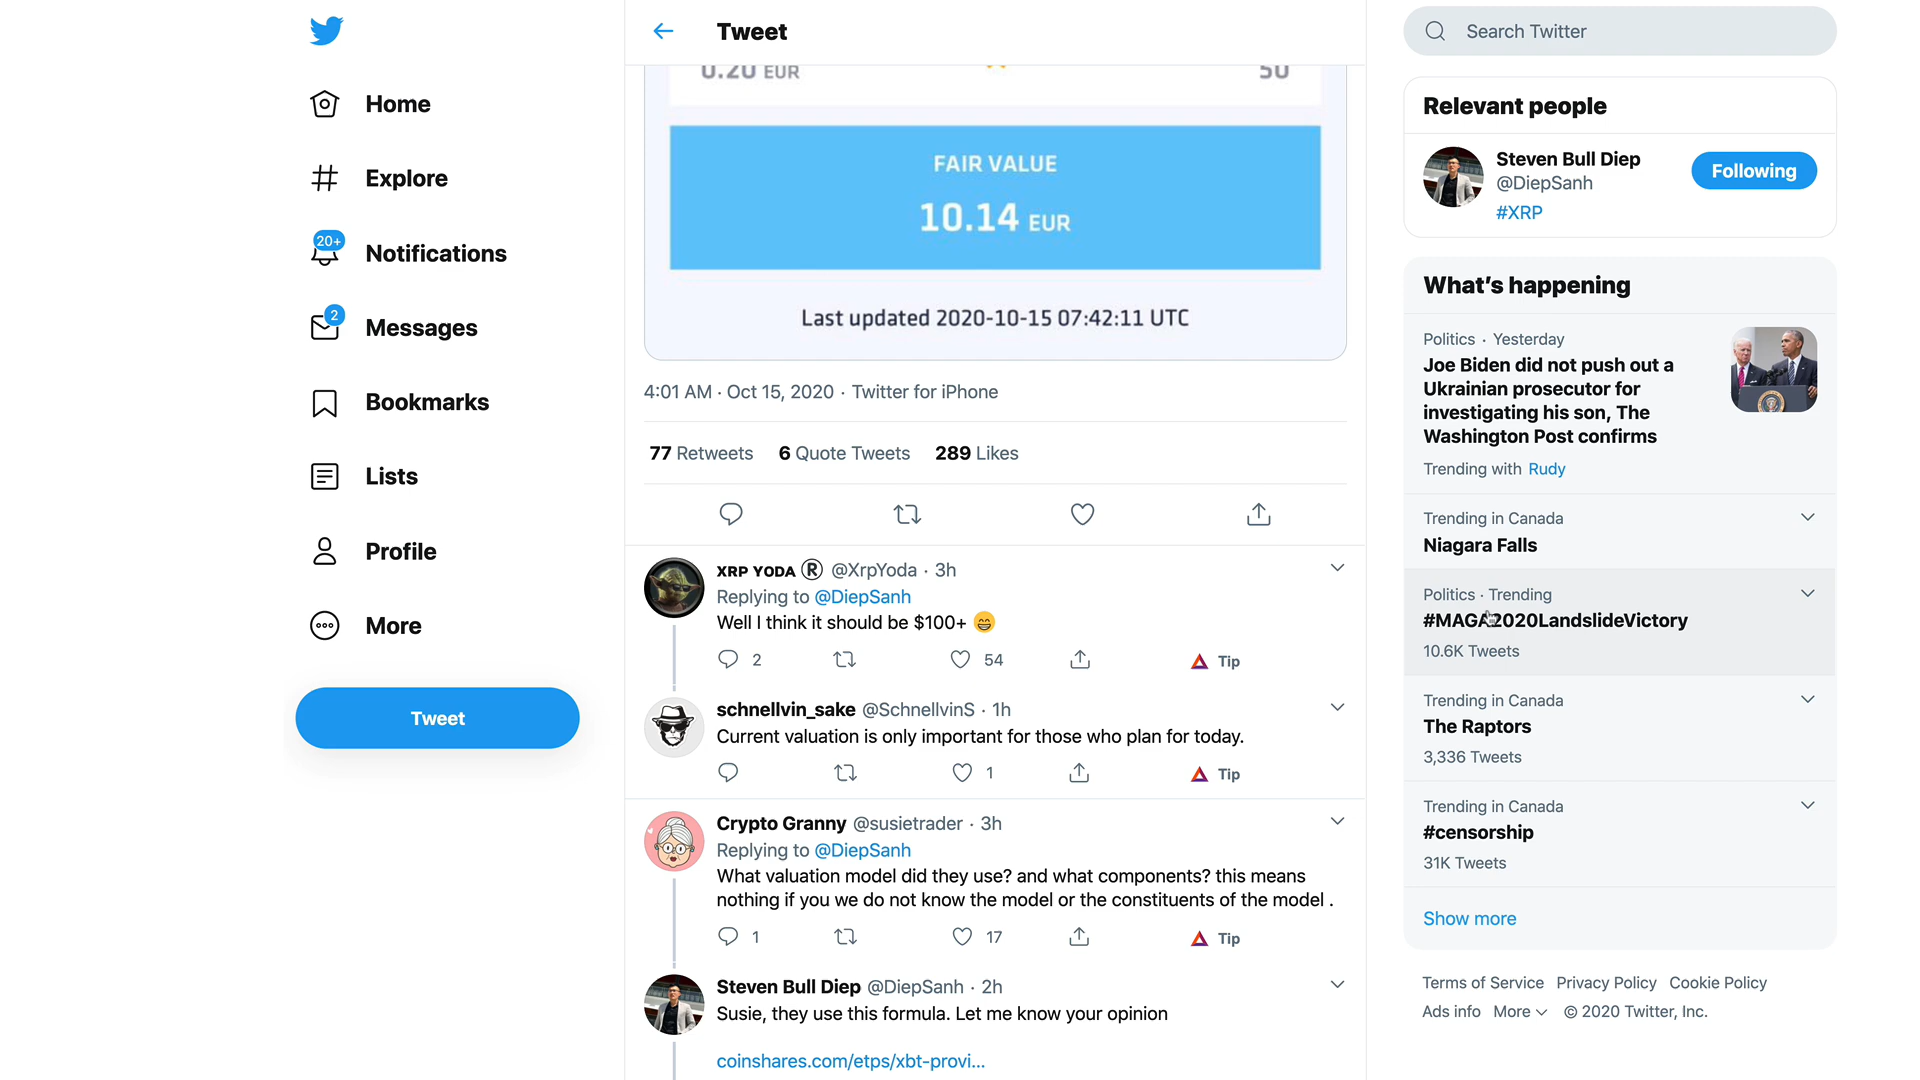 Home
Explore
20+
Notifications
2
Messages
Bookmarks
Lists
Profile
More
Tweet
Tweet
0.20 EUR
50
FAIR VALUE
10.14 EUR
Last updated 2020-10-15 07:42:11 UTC
4:01 AM · Oct 15, 2020 · Twitter for iPhone
77 Retweets 6 Quote Tweets 289 Likes
XRP YODA ® @XrpYoda · 3h
Replying to @DiepSanh
Well I think it should be $100+ 😁
2 54 Tip
schnellvin_sake @SchnellvinS · 1h
Current valuation is only important for those who plan for today.
1 Tip
Crypto Granny @susietrader · 3h
Replying to @DiepSanh
What valuation model did they use? and what components? this means
nothing if you we do not know the model or the constituents of the model .
1 17 Tip
Steven Bull Diep @DiepSanh · 2h
Susie, they use this formula. Let me know your opinion
coinshares.com/etps/xbt-provi...
Search Twitter
Relevant people
Steven Bull Diep
@DiepSanh
Following
#XRP
What's happening
Politics · Yesterday
Joe Biden did not push out a
Ukrainian prosecutor for
investigating his son, The
Washington Post confirms
Trending with Rudy
Trending in Canada
Niagara Falls
Politics · Trending
#MAGA2020LandslideVictory
10.6K Tweets
Trending in Canada
The Raptors
3,336 Tweets
Trending in Canada
#censorship
31K Tweets
Show more
Terms of Service Privacy Policy Cookie Policy
Ads info More © 2020 Twitter, Inc.